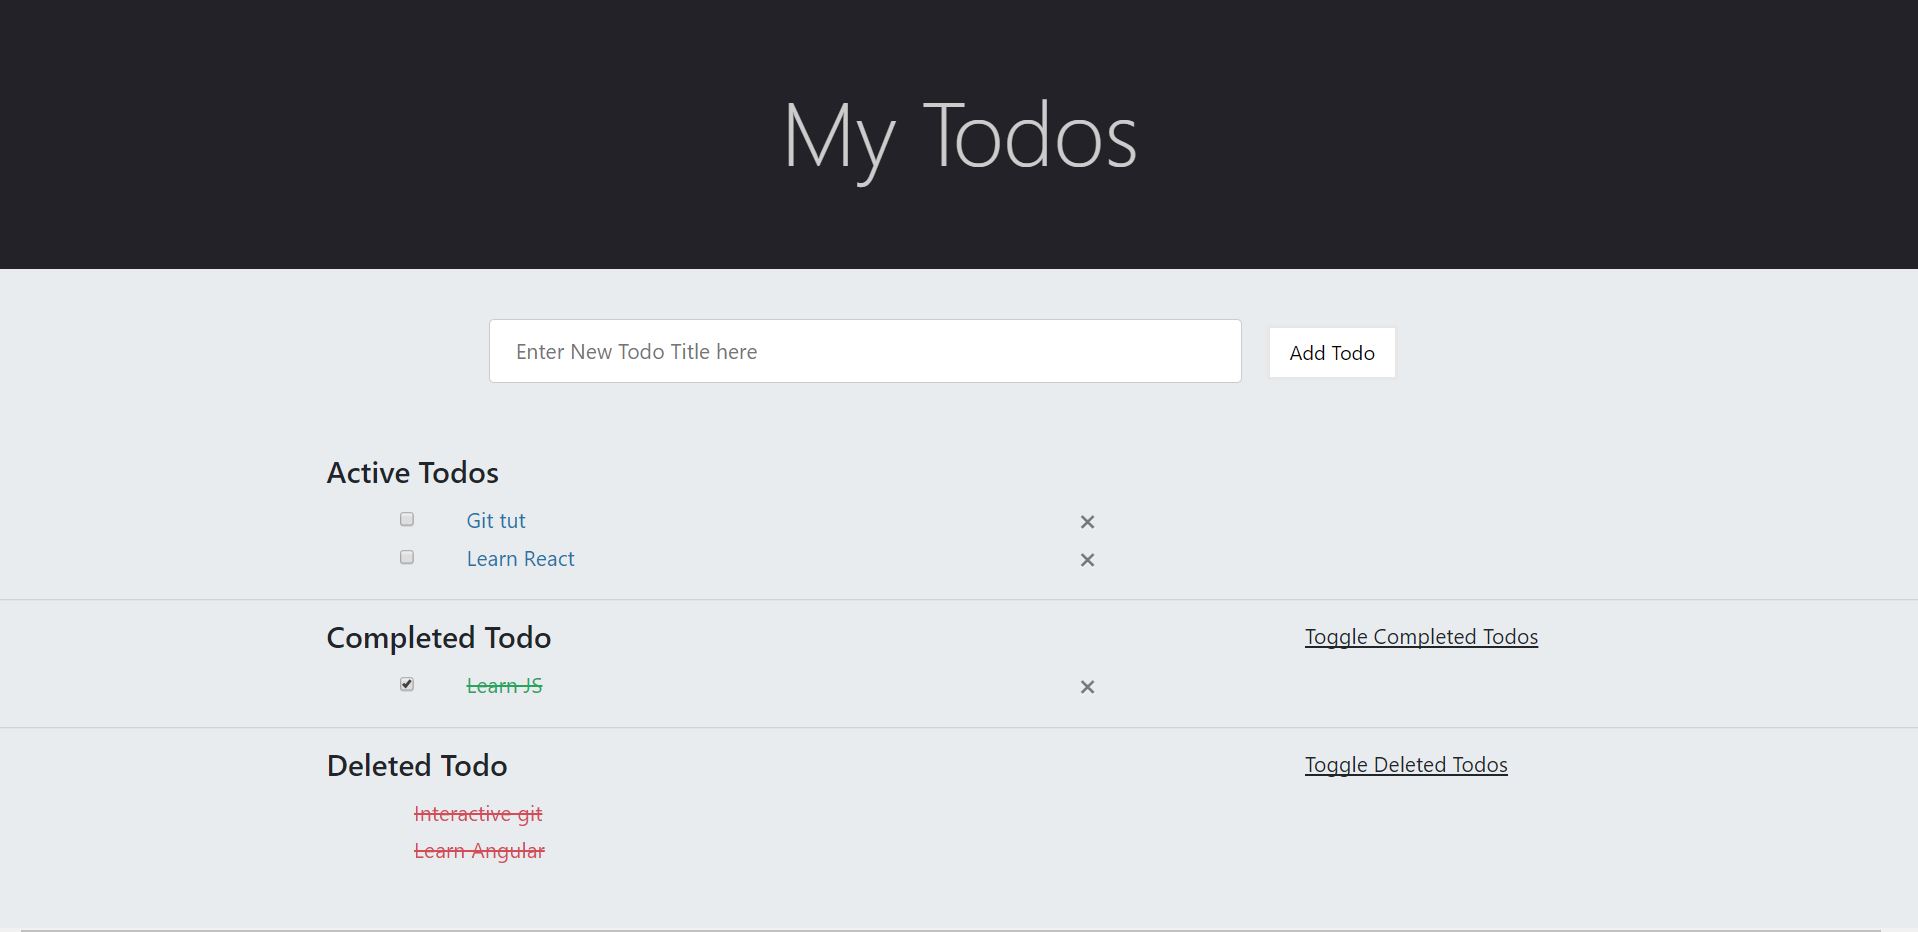 My Todos
Enter New Todo Title here
Add Todo
Active Todos
Git tut
Learn React
Completed Todo
Toggle Completed Todos
Learn JS
Deleted Todo
Toggle Deleted Todos
Interactive git
Learn Angular